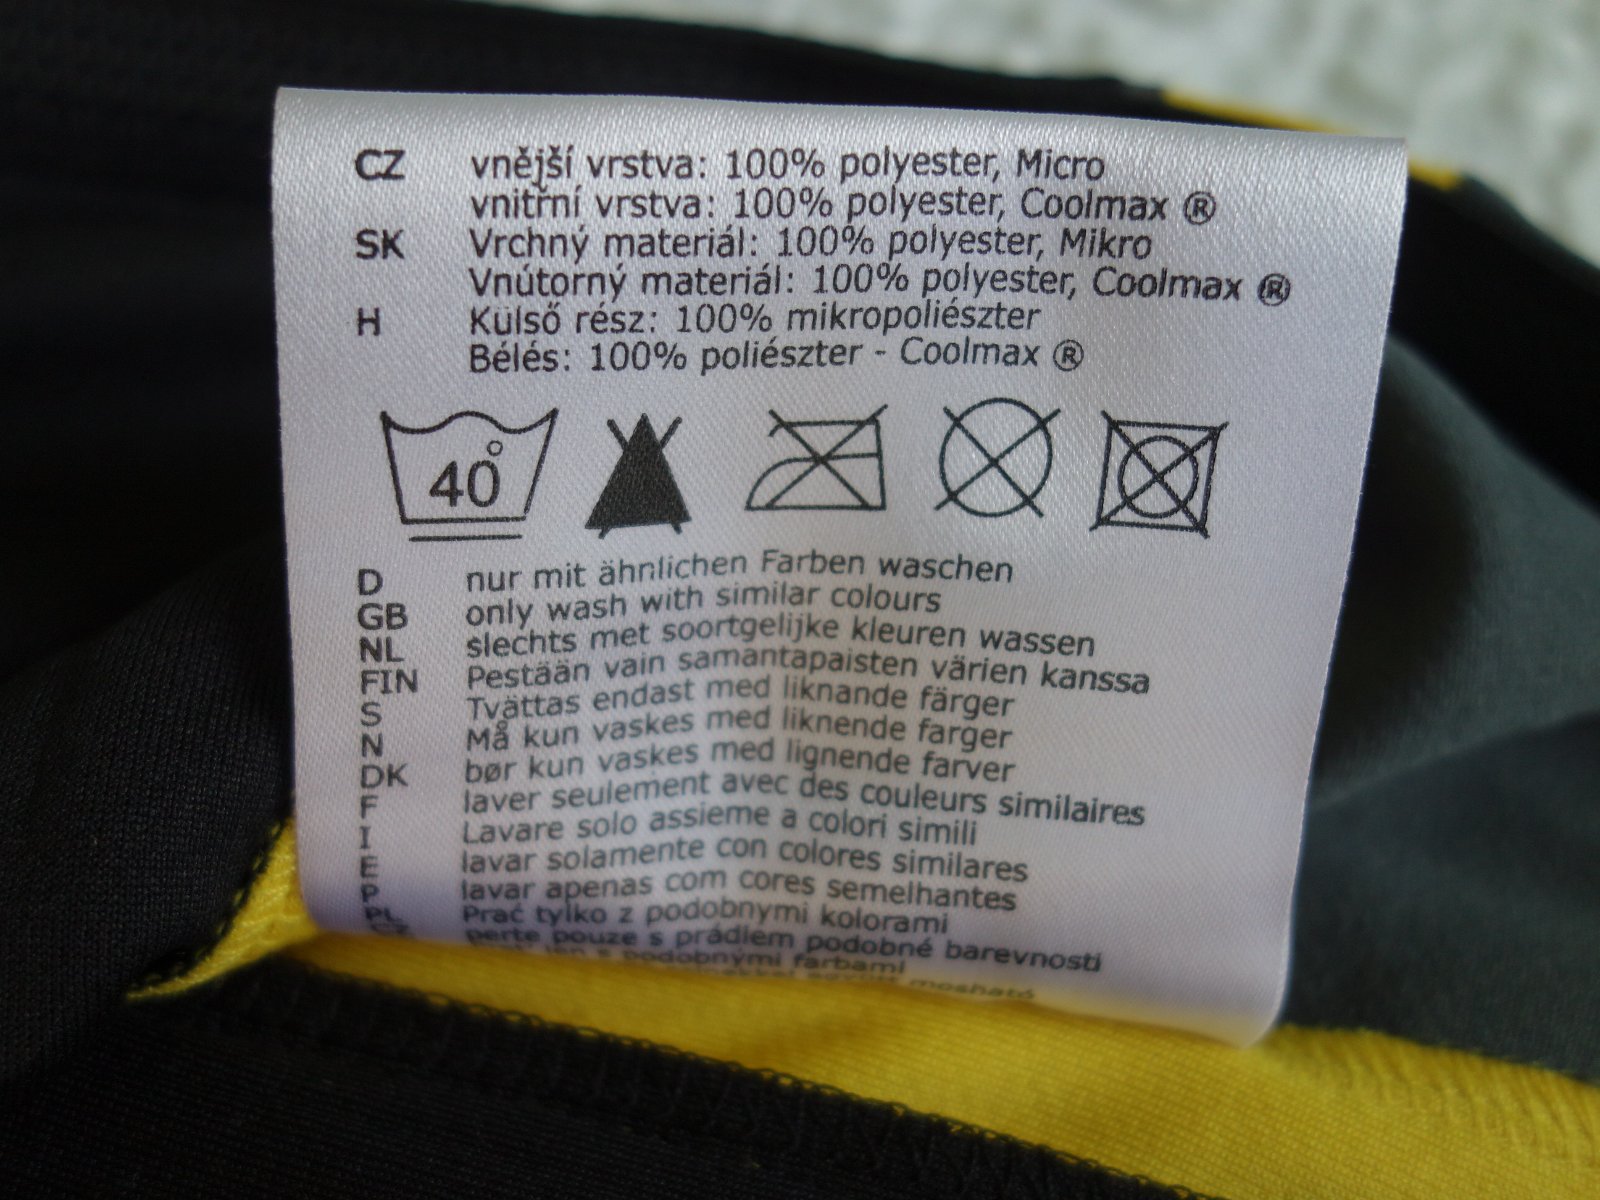 CZ vnější vrstva: 100% polyester, Micro
vnitřní vrstva: 100% polyester, Coolmax ®
SK Vrchný materiál: 100% polyester, Mikro
Vnútorný materiál: 100% polyester, Coolmax ®
H Külső rész: 100% mikropoliészter
Bélés: 100% poliészter - Coolmax ®
40°
D nur mit ähnlichen Farben waschen
GB only wash with similar colours
NL slechts met soortgelijke kleuren wassen
FIN Pestään vain samantapaisten värien kanssa
S Tvättas endast med liknande färger
N Må kun vaskes med liknende farger
DK bør kun vaskes med lignende farver
F laver seulement avec des couleurs similaires
I Lavare solo assieme a colori simili
E lavar solamente con colores similares
P lavar apenas com cores semelhantes
PL Prać tylko z podobnymi kolorami
perte pouze s prádlem podobné barevnosti
s podobnými farbami
mosható